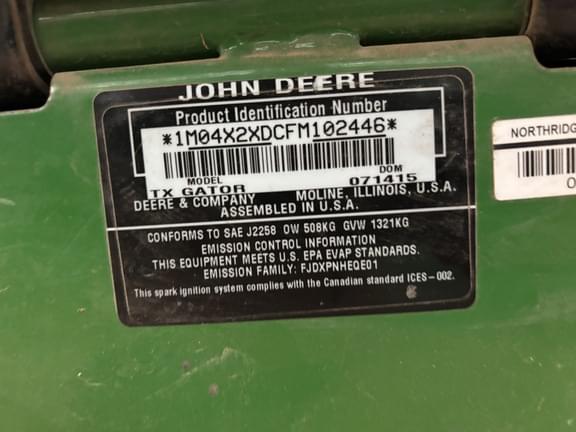 JOHN DEERE
Product Identification Number
*1M04X2XDCFM102446*
MODEL DOM
TX GATOR 071415
DEERE & COMPANY MOLINE, ILLINOIS, U.S.A.
ASSEMBLED IN U.S.A.
CONFORMS TO SAE J2258 OW 508KG GVW 1321KG
EMISSION CONTROL INFORMATION
THIS EQUIPMENT MEETS U.S. EPA EVAP STANDARDS.
EMISSION FAMILY: FJDXPNHEQE01
This spark ignition system complies with the Canadian standard ICES-002.
NORTHRIDG
0